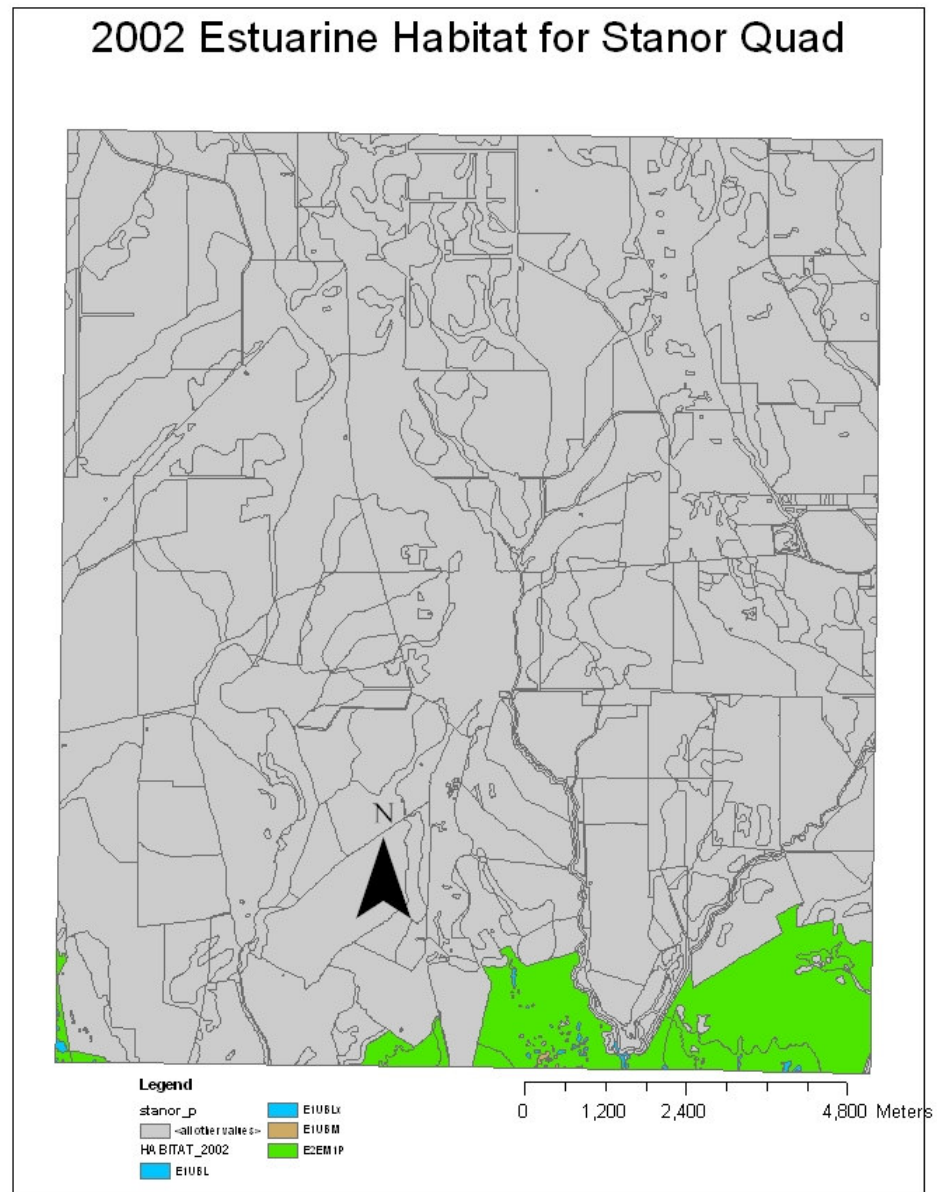 2002 Estuarine Habitat for Stanor Quad
N
Legend
stanor_p
<all other values>
HABITAT_2002
E1UBL
E1UBLx
E1UBM
E2EM1P
0 1,200 2,400 4,800 Meters